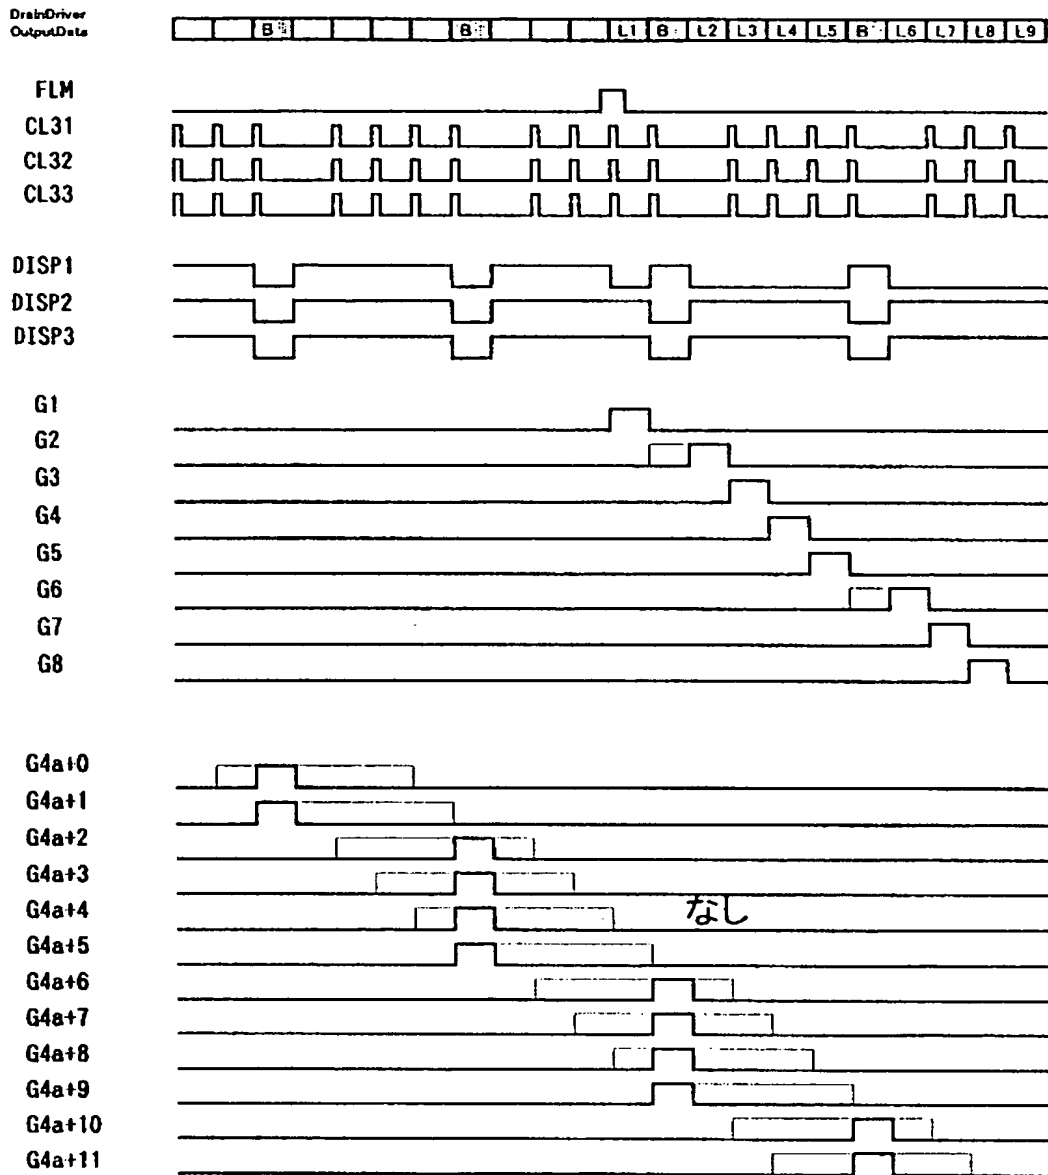 DrainDriver
OutputData
B B L1 B L2 L3 L4 L5 B L6 L7 L8 L9
FLM
CL31
CL32
CL33
DISP1
DISP2
DISP3
G1
G2
G3
G4
G5
G6
G7
G8
G4a+0
G4a+1
G4a+2
G4a+3
G4a+4
なし
G4a+5
G4a+6
G4a+7
G4a+8
G4a+9
G4a+10
G4a+11